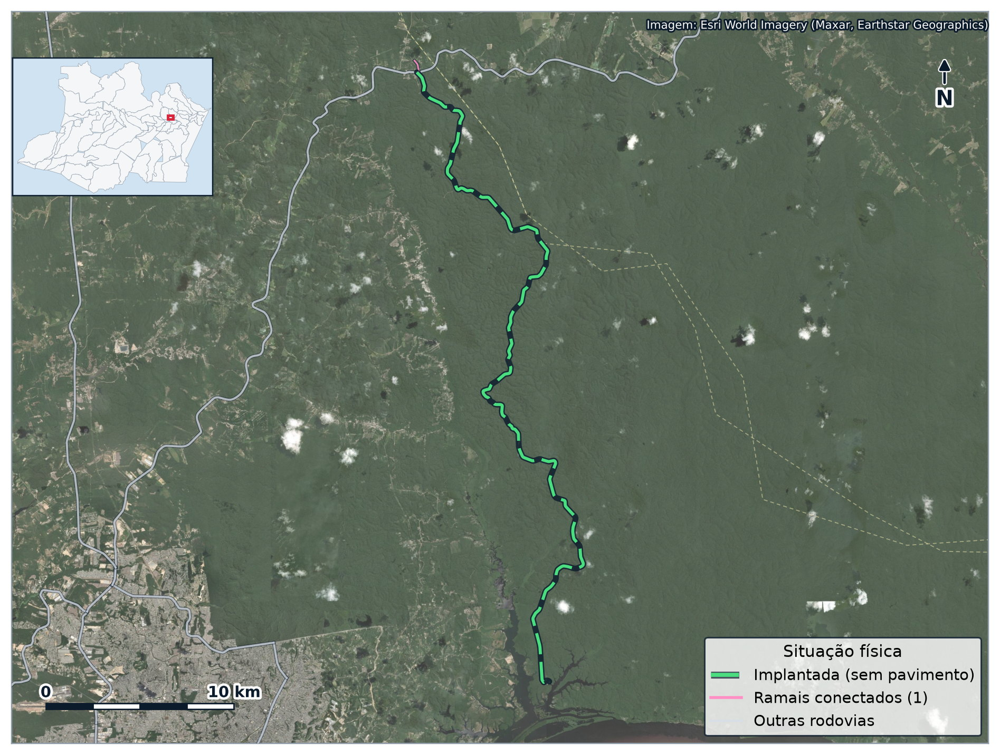 Imagem: Esri World Imagery (Maxar, Earthstar Geographics)
N
Situação física
Implantada (sem pavimento)
Ramais conectados (1)
Outras rodovias
0 10 km